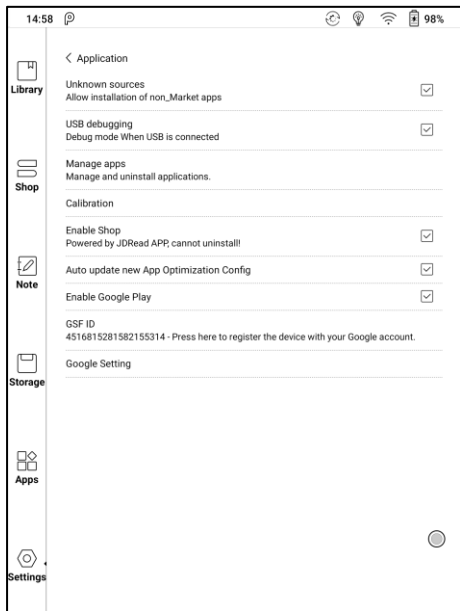 14:58
98%
Application
Library
Unknown sources
Allow installation of non_Market apps
USB debugging
Debug mode When USB is connected
Manage apps
Manage and uninstall applications.
Shop
Calibration
Enable Shop
Powered by JDRead APP, cannot uninstall!
Auto update new App Optimization Config
Note
Enable Google Play
GSF ID
4516815281582155314 - Press here to register the device with your Google account.
Google Setting
Storage
Apps
Settings